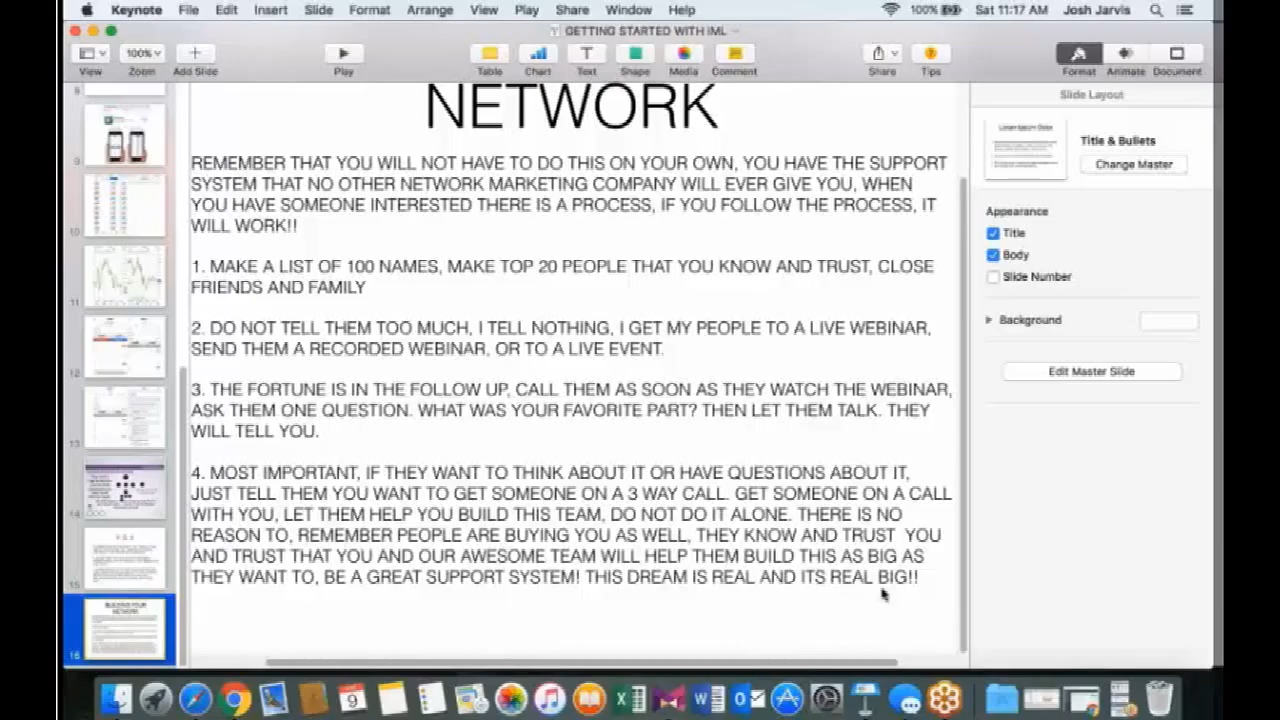 Keynote File Edit Insert Slide Format Arrange View Play Share Window Help 100% Sat 11:17 AM Josh Jarvis
GETTING STARTED WITH iML
100%
View Zoom Add Slide Play Table Chart Text Shape Media Comment Share Tips Format Animate Document
Slide Layout
Title & Bullets
Change Master
Appearance
Title
Body
Slide Number
Background
Edit Master Slide
9
10
11
12
13
14
15
16
BUILDING YOUR
NETWORK
NETWORK
REMEMBER THAT YOU WILL NOT HAVE TO DO THIS ON YOUR OWN, YOU HAVE THE SUPPORT
SYSTEM THAT NO OTHER NETWORK MARKETING COMPANY WILL EVER GIVE YOU, WHEN
YOU HAVE SOMEONE INTERESTED THERE IS A PROCESS, IF YOU FOLLOW THE PROCESS, IT
WILL WORK!!
1. MAKE A LIST OF 100 NAMES, MAKE TOP 20 PEOPLE THAT YOU KNOW AND TRUST, CLOSE
FRIENDS AND FAMILY
2. DO NOT TELL THEM TOO MUCH, I TELL NOTHING, I GET MY PEOPLE TO A LIVE WEBINAR,
SEND THEM A RECORDED WEBINAR, OR TO A LIVE EVENT.
3. THE FORTUNE IS IN THE FOLLOW UP, CALL THEM AS SOON AS THEY WATCH THE WEBINAR,
ASK THEM ONE QUESTION. WHAT WAS YOUR FAVORITE PART? THEN LET THEM TALK. THEY
WILL TELL YOU.
4. MOST IMPORTANT, IF THEY WANT TO THINK ABOUT IT OR HAVE QUESTIONS ABOUT IT,
JUST TELL THEM YOU WANT TO GET SOMEONE ON A 3 WAY CALL. GET SOMEONE ON A CALL
WITH YOU, LET THEM HELP YOU BUILD THIS TEAM, DO NOT DO IT ALONE. THERE IS NO
REASON TO, REMEMBER PEOPLE ARE BUYING YOU AS WELL, THEY KNOW AND TRUST YOU
AND TRUST THAT YOU AND OUR AWESOME TEAM WILL HELP THEM BUILD THIS AS BIG AS
THEY WANT TO, BE A GREAT SUPPORT SYSTEM! THIS DREAM IS REAL AND ITS REAL BIG!!